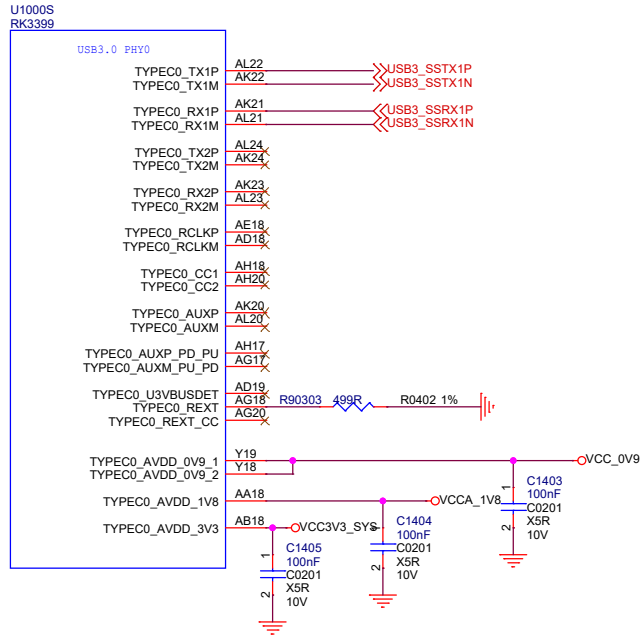 U1000S
RK3399
USB3.0 PHY0
TYPEC0_TX1P AL22 USB3_SSTX1P
TYPEC0_TX1M AK22 USB3_SSTX1N
TYPEC0_RX1P AK21 USB3_SSRX1P
TYPEC0_RX1M AL21 USB3_SSRX1N
TYPEC0_TX2P AL24
TYPEC0_TX2M AK24
TYPEC0_RX2P AK23
TYPEC0_RX2M AL23
TYPEC0_RCLKP AE18
TYPEC0_RCLKM AD18
TYPEC0_CC1 AH18
TYPEC0_CC2 AH20
TYPEC0_AUXP AK20
TYPEC0_AUXM AL20
TYPEC0_AUXP_PD_PU AH17
TYPEC0_AUXM_PU_PD AG17
TYPEC0_U3VBUSDET AD19
TYPEC0_REXT AG18 R90303 499R R0402 1%
TYPEC0_REXT_CC AG20
TYPEC0_AVDD_0V9_1 Y19 VCC_0V9
TYPEC0_AVDD_0V9_2 Y18
TYPEC0_AVDD_1V8 AA18 VCCA_1V8
TYPEC0_AVDD_3V3 AB18 VCC3V3_SYS
1
2
C1403
100nF
C0201
X5R
10V
1
2
C1404
100nF
C0201
X5R
10V
1
2
C1405
100nF
C0201
X5R
10V